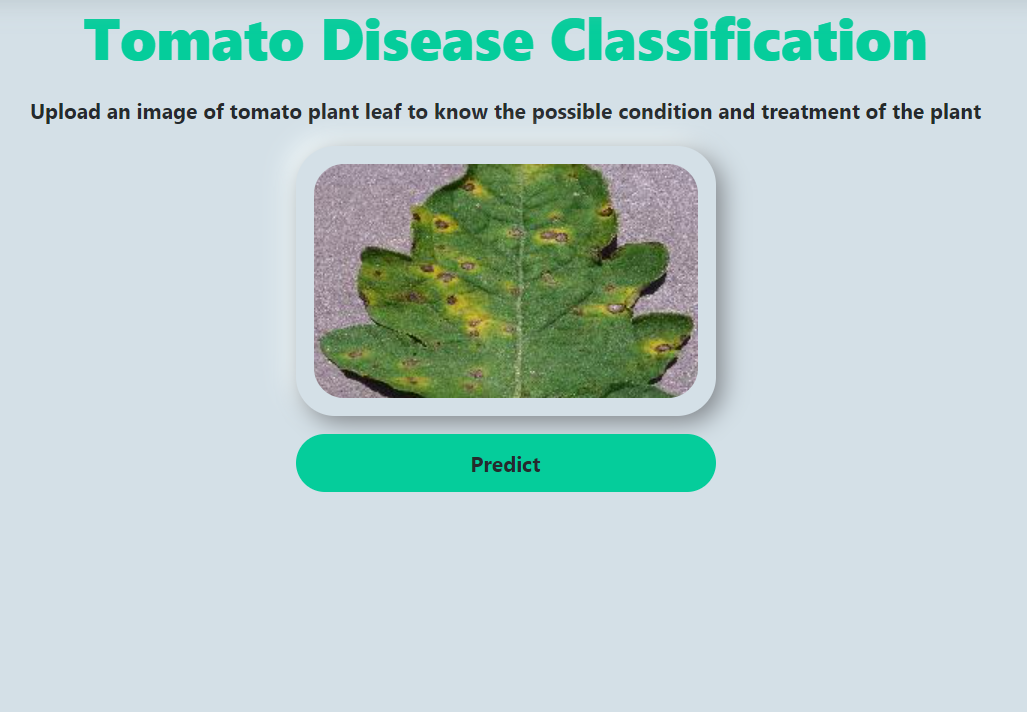 Tomato Disease Classification
Upload an image of tomato plant leaf to know the possible condition and treatment of the plant
Predict